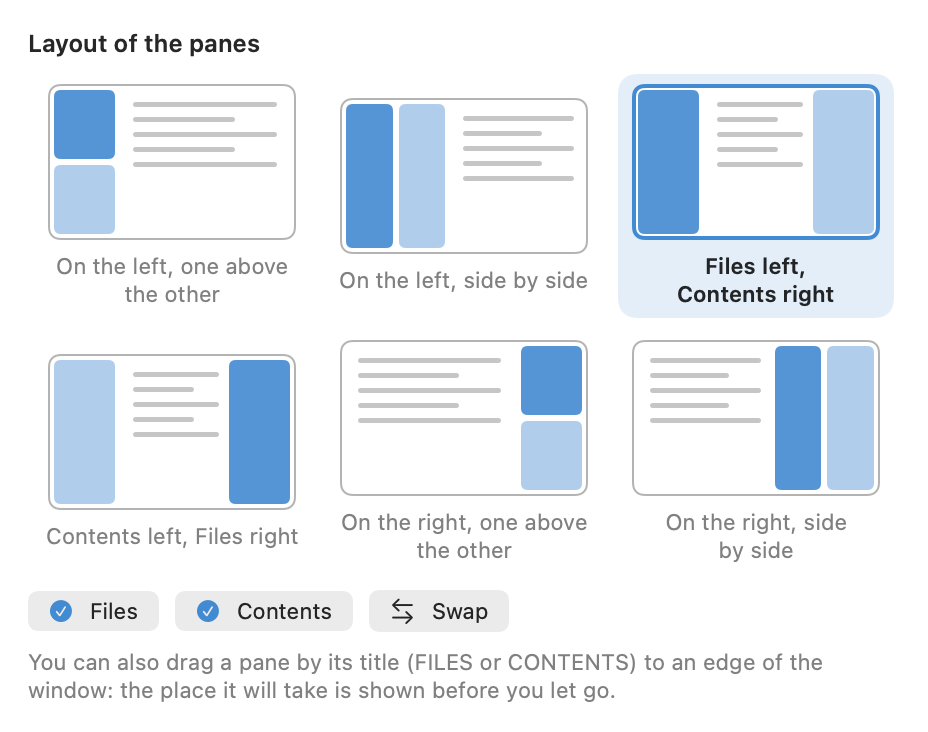 Layout of the panes
On the left, one above
the other
On the left, side by side
Files left,
Contents right
Contents left, Files right
On the right, one above
the other
On the right, side
by side
Files
Contents
Swap
You can also drag a pane by its title (FILES or CONTENTS) to an edge of the
window: the place it will take is shown before you let go.